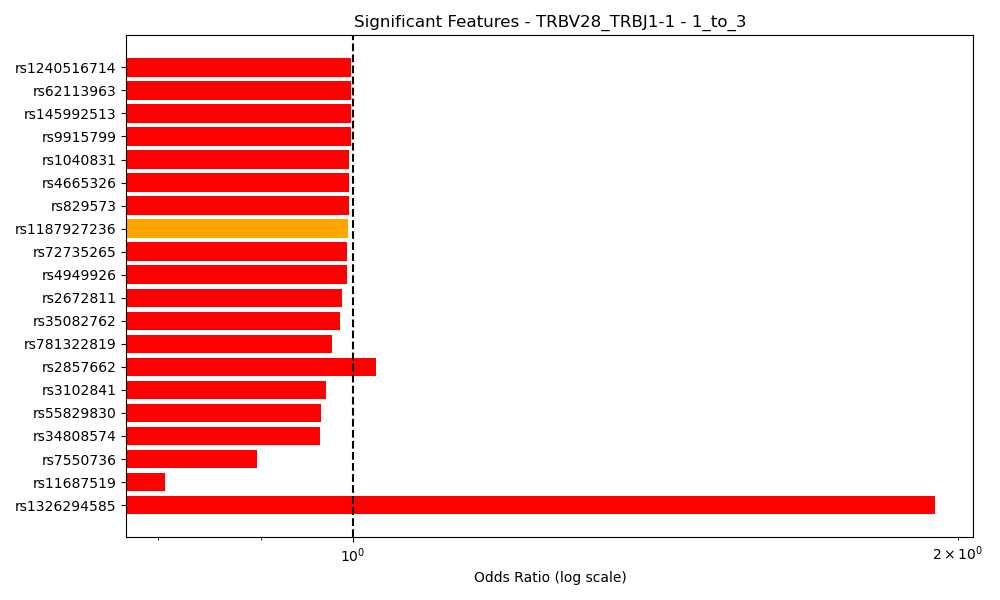 Significant Features - TRBV28_TRBJ1-1 - 1_to_3
rs1240516714
rs62113963
rs145992513
rs9915799
rs1040831
rs4665326
rs829573
rs1187927236
rs72735265
rs4949926
rs2672811
rs35082762
rs781322819
rs2857662
rs3102841
rs55829830
rs34808574
rs7550736
rs11687519
rs1326294585
10⁰ 2 × 10⁰
Odds Ratio (log scale)